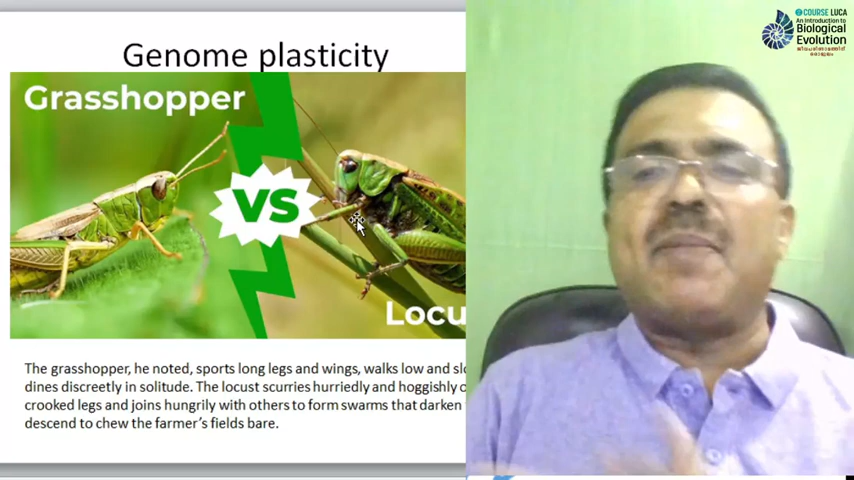 Genome plasticity
Grasshopper
VS
Locu
The grasshopper, he noted, sports long legs and wings, walks low and slo
dines discreetly in solitude. The locust scurries hurriedly and hoggishly o
crooked legs and joins hungrily with others to form swarms that darken
descend to chew the farmer's fields bare.
COURSE LUCA
An Introduction to
Biological
Evolution